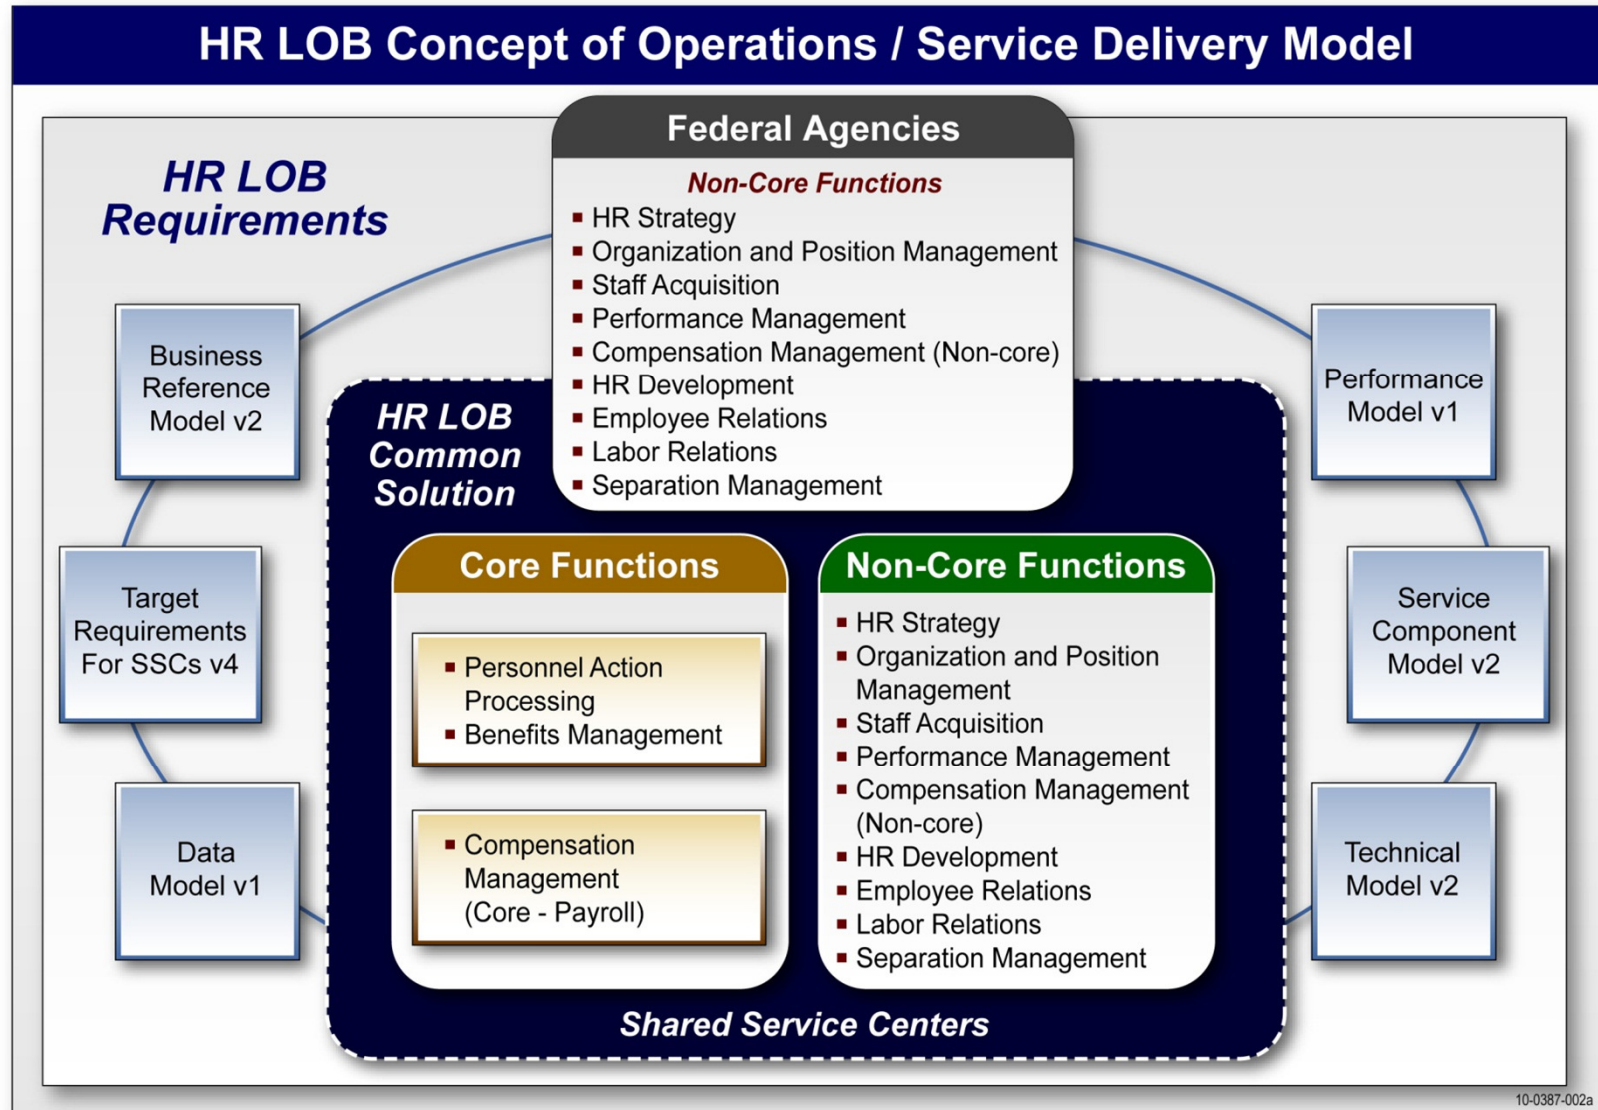 HR LOB Concept of Operations / Service Delivery Model
HR LOB
Requirements
Federal Agencies
Non-Core Functions
▪ HR Strategy
▪ Organization and Position Management
▪ Staff Acquisition
▪ Performance Management
▪ Compensation Management (Non-core)
▪ HR Development
▪ Employee Relations
▪ Labor Relations
▪ Separation Management
Business
Reference
Model v2
Target
Requirements
For SSCs v4
Data
Model v1
HR LOB
Common
Solution
Core Functions
▪ Personnel Action
Processing
▪ Benefits Management
▪ Compensation
Management
(Core - Payroll)
Non-Core Functions
▪ HR Strategy
▪ Organization and Position
Management
▪ Staff Acquisition
▪ Performance Management
▪ Compensation Management
(Non-core)
▪ HR Development
▪ Employee Relations
▪ Labor Relations
▪ Separation Management
Shared Service Centers
Performance
Model v1
Service
Component
Model v2
Technical
Model v2
10-0387-002a